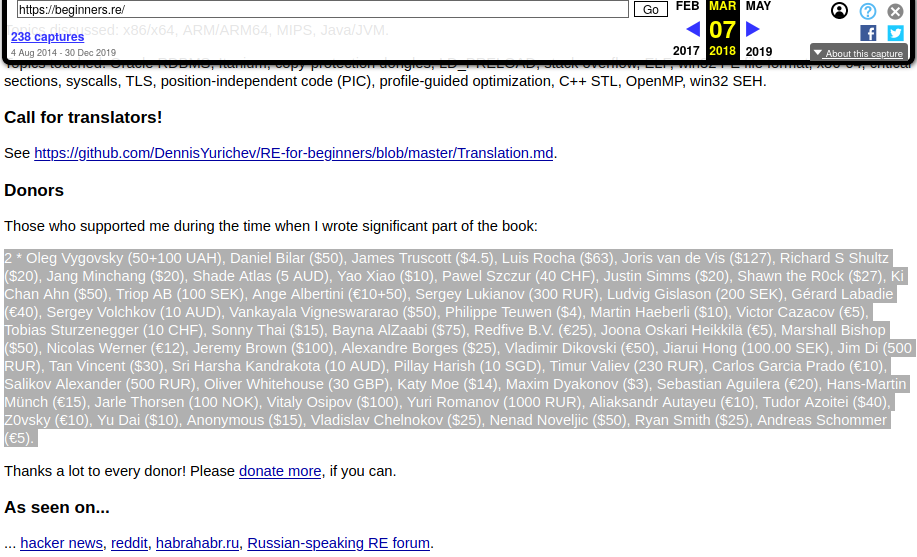 https://beginners.re/
Go
FEB MAR MAY
07
2017 2018 2019
238 captures
4 Aug 2014 - 30 Dec 2019
About this capture
Topics discussed: x86/x64, ARM/ARM64, MIPS, Java/JVM.
Topics touched: Oracle RDBMS, Itanium, copy-protection dongles, LD_PRELOAD, stack overflow, ELF, win32 PE file format, x86-64, critical
sections, syscalls, TLS, position-independent code (PIC), profile-guided optimization, C++ STL, OpenMP, win32 SEH.
Call for translators!
See https://github.com/DennisYurichev/RE-for-beginners/blob/master/Translation.md.
Donors
Those who supported me during the time when I wrote significant part of the book:
2 * Oleg Vygovsky (50+100 UAH), Daniel Bilar ($50), James Truscott ($4.5), Luis Rocha ($63), Joris van de Vis ($127), Richard S Shultz
($20), Jang Minchang ($20), Shade Atlas (5 AUD), Yao Xiao ($10), Pawel Szczur (40 CHF), Justin Simms ($20), Shawn the R0ck ($27), Ki
Chan Ahn ($50), Triop AB (100 SEK), Ange Albertini (€10+50), Sergey Lukianov (300 RUR), Ludvig Gislason (200 SEK), Gérard Labadie
(€40), Sergey Volchkov (10 AUD), Vankayala Vigneswararao ($50), Philippe Teuwen ($4), Martin Haeberli ($10), Victor Cazacov (€5),
Tobias Sturzenegger (10 CHF), Sonny Thai ($15), Bayna AlZaabi ($75), Redfive B.V. (€25), Joona Oskari Heikkilä (€5), Marshall Bishop
($50), Nicolas Werner (€12), Jeremy Brown ($100), Alexandre Borges ($25), Vladimir Dikovski (€50), Jiarui Hong (100.00 SEK), Jim Di (500
RUR), Tan Vincent ($30), Sri Harsha Kandrakota (10 AUD), Pillay Harish (10 SGD), Timur Valiev (230 RUR), Carlos Garcia Prado (€10),
Salikov Alexander (500 RUR), Oliver Whitehouse (30 GBP), Katy Moe ($14), Maxim Dyakonov ($3), Sebastian Aguilera (€20), Hans-Martin
Münch (€15), Jarle Thorsen (100 NOK), Vitaly Osipov ($100), Yuri Romanov (1000 RUR), Aliaksandr Autayeu (€10), Tudor Azoitei ($40),
Z0vsky (€10), Yu Dai ($10), Anonymous ($15), Vladislav Chelnokov ($25), Nenad Noveljic ($50), Ryan Smith ($25), Andreas Schommer
(€5).
Thanks a lot to every donor! Please donate more, if you can.
As seen on...
... hacker news, reddit, habrahabr.ru, Russian-speaking RE forum.